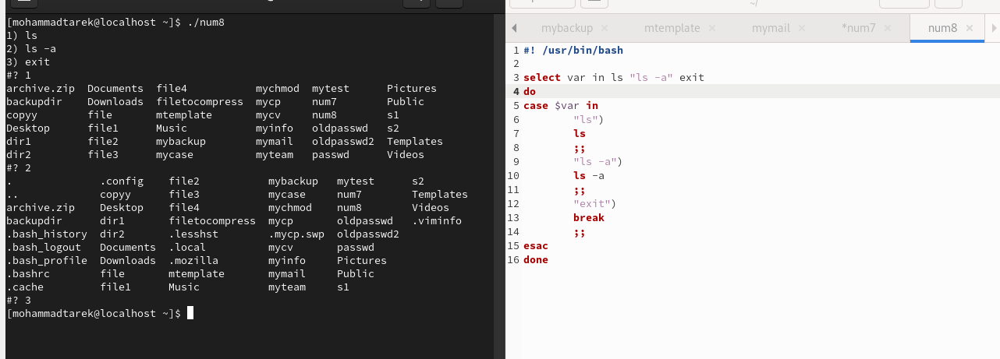 [mohammadtarek@localhost ~]$ ./num8
1) ls
2) ls -a
3) exit
#? 1
archive.zip  Documents  file4           mychmod  mytest      Pictures
backupdir    Downloads  filetocompress  mycp     num7        Public
copyy        file       mtemplate       mycv     num8        s1
Desktop      file1      Music           myinfo   oldpasswd   s2
dir1         file2      mybackup        mymail   oldpasswd2  Templates
dir2         file3      mycase          myteam   passwd      Videos
#? 2
.              .config    file2           mybackup   mytest      s2
..             copyy      file3           mycase     num7        Templates
archive.zip    Desktop    file4           mychmod    num8        Videos
backupdir      dir1       filetocompress  mycp       oldpasswd   .viminfo
.bash_history  dir2       .lesshst        .mycp.swp  oldpasswd2
.bash_logout   Documents  .local          mycv       passwd
.bash_profile  Downloads  .mozilla        myinfo     Pictures
.bashrc        file       mtemplate       mymail     Public
.cache         file1      Music           myteam     s1
#? 3
[mohammadtarek@localhost ~]$
~/
mybackup × mtemplate × mymail × *num7 × num8 ×
1 #! /usr/bin/bash
2
3 select var in ls "ls -a" exit
4 do
5 case $var in
6         "ls")
7         ls
8         ;;
9         "ls -a")
10         ls -a
11         ;;
12         "exit")
13         break
14         ;;
15 esac
16 done